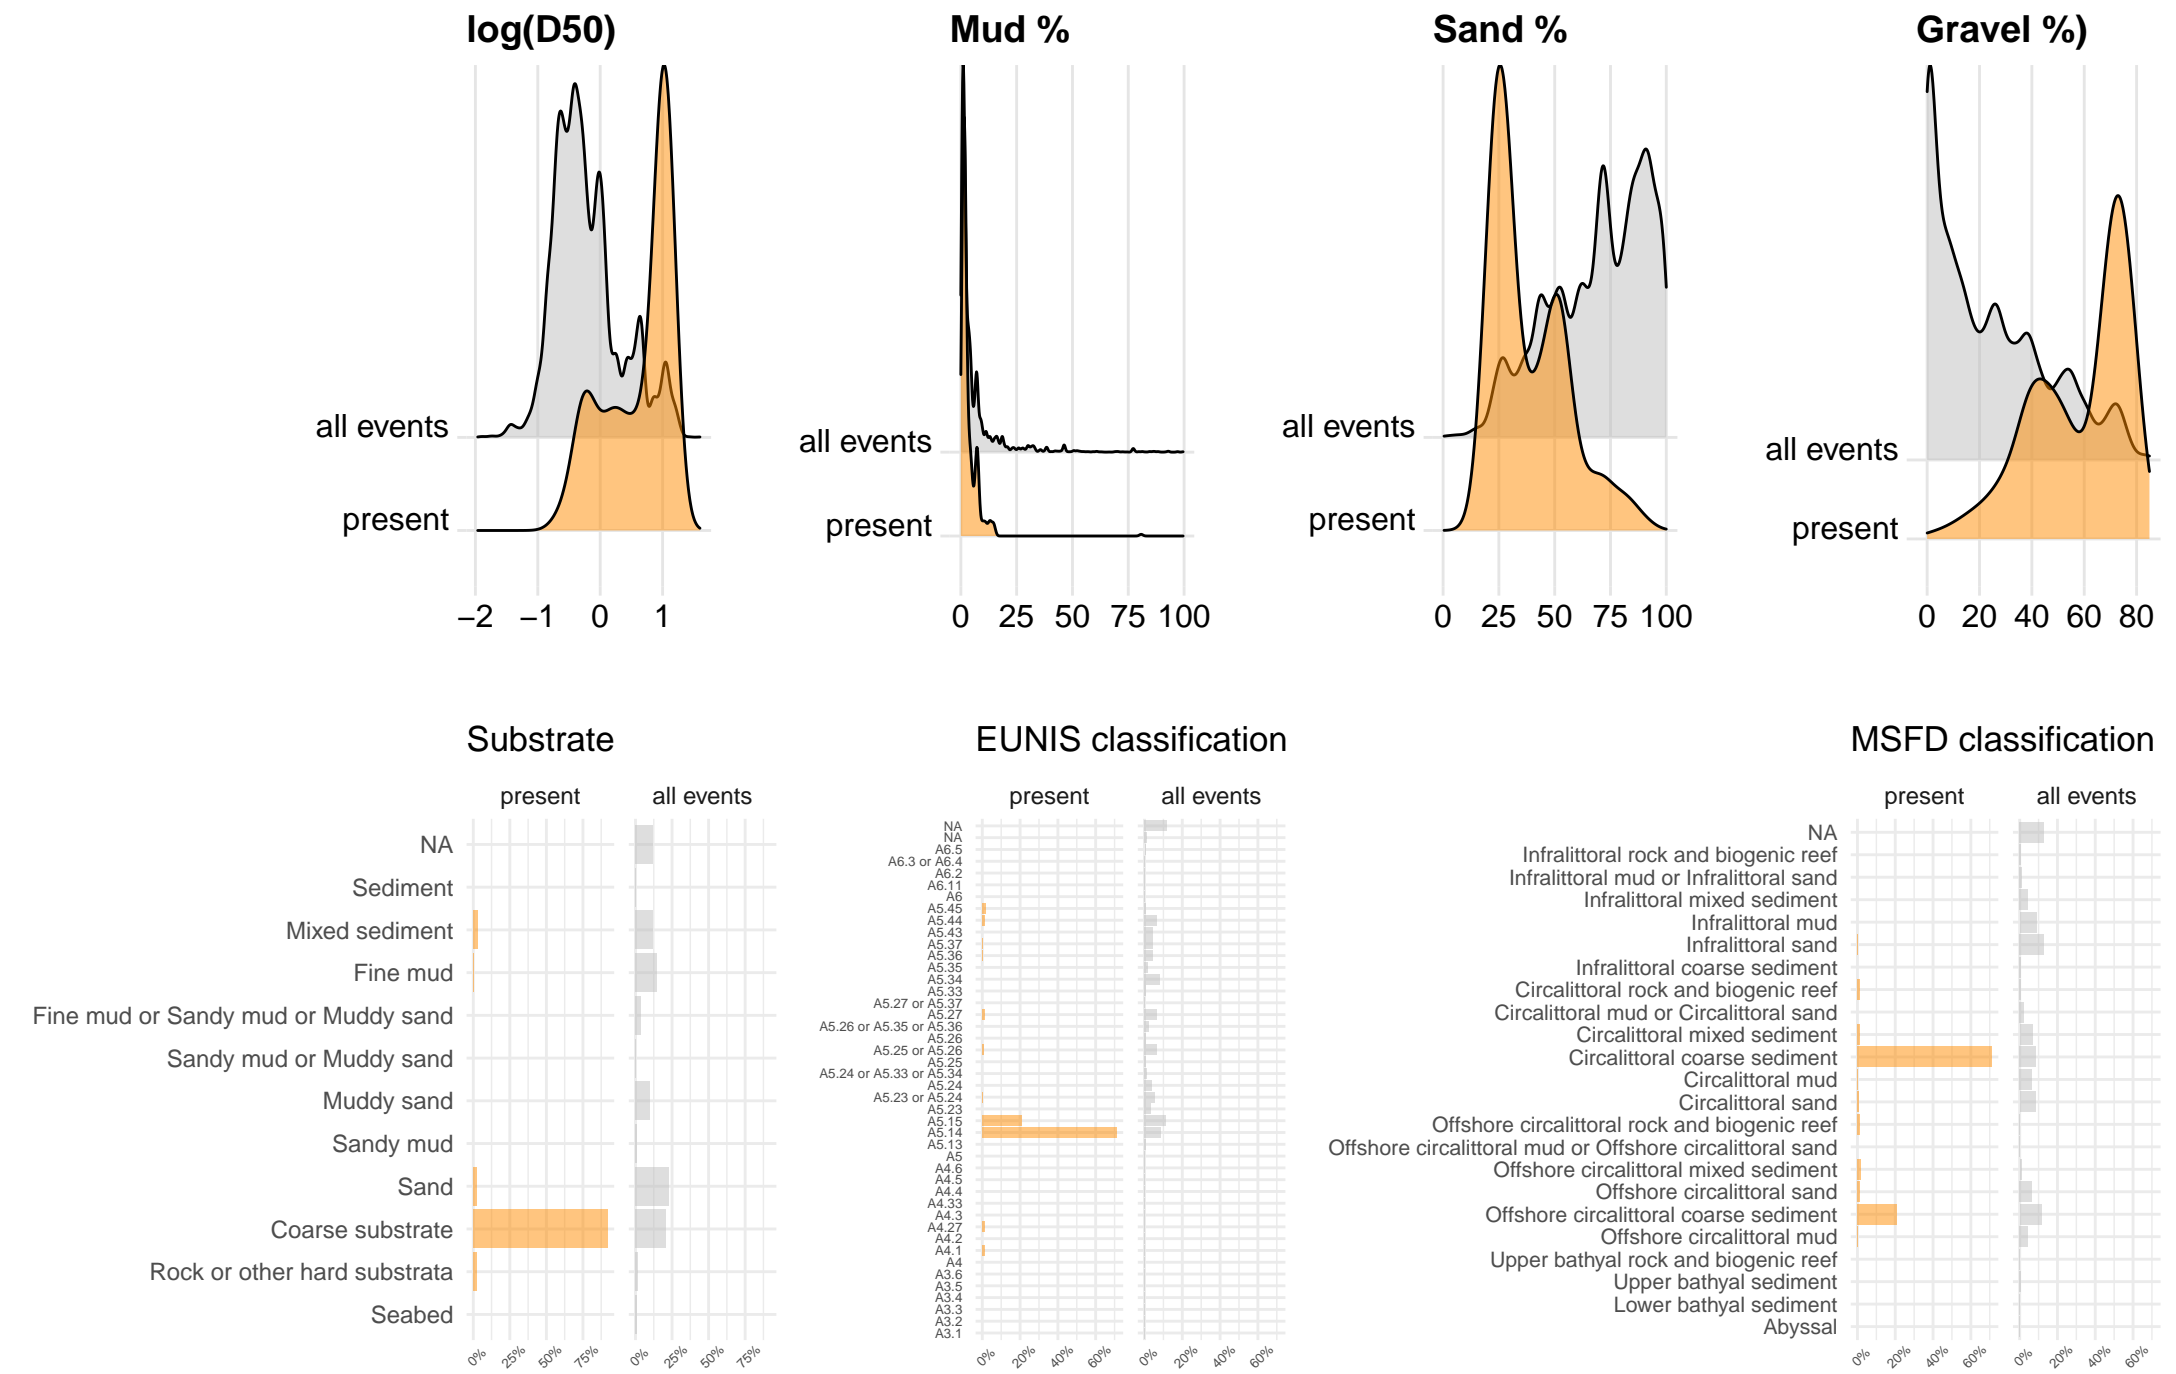 log(D50)
Mud %
Sand %
Gravel %)
all events
present
−2 −1 0 1
all events
present
0 25 50 75 100
all events
present
0 25 50 75 100
all events
present
0 20 40 60 80
Substrate
present all events
NA
Sediment
Mixed sediment
Fine mud
Fine mud or Sandy mud or Muddy sand
Sandy mud or Muddy sand
Muddy sand
Sandy mud
Sand
Coarse substrate
Rock or other hard substrata
Seabed
0% 25% 50% 75% 0% 25% 50% 75%
EUNIS classification
present all events
NA
NA
A6.5
A6.3 or A6.4
A6.2
A6.11
A6
A5.45
A5.44
A5.43
A5.37
A5.36
A5.35
A5.34
A5.33
A5.27 or A5.37
A5.27
A5.26 or A5.35 or A5.36
A5.26
A5.25 or A5.26
A5.25
A5.24 or A5.33 or A5.34
A5.24
A5.23 or A5.24
A5.23
A5.15
A5.14
A5.13
A5
A4.6
A4.5
A4.4
A4.33
A4.3
A4.27
A4.2
A4.1
A4
A3.6
A3.5
A3.4
A3.3
A3.2
A3.1
0% 20% 40% 60% 0% 20% 40% 60%
MSFD classification
present all events
NA
Infralittoral rock and biogenic reef
Infralittoral mud or Infralittoral sand
Infralittoral mixed sediment
Infralittoral mud
Infralittoral sand
Infralittoral coarse sediment
Circalittoral rock and biogenic reef
Circalittoral mud or Circalittoral sand
Circalittoral mixed sediment
Circalittoral coarse sediment
Circalittoral mud
Circalittoral sand
Offshore circalittoral rock and biogenic reef
Offshore circalittoral mud or Offshore circalittoral sand
Offshore circalittoral mixed sediment
Offshore circalittoral sand
Offshore circalittoral coarse sediment
Offshore circalittoral mud
Upper bathyal rock and biogenic reef
Upper bathyal sediment
Lower bathyal sediment
Abyssal
0% 20% 40% 60% 0% 20% 40% 60%